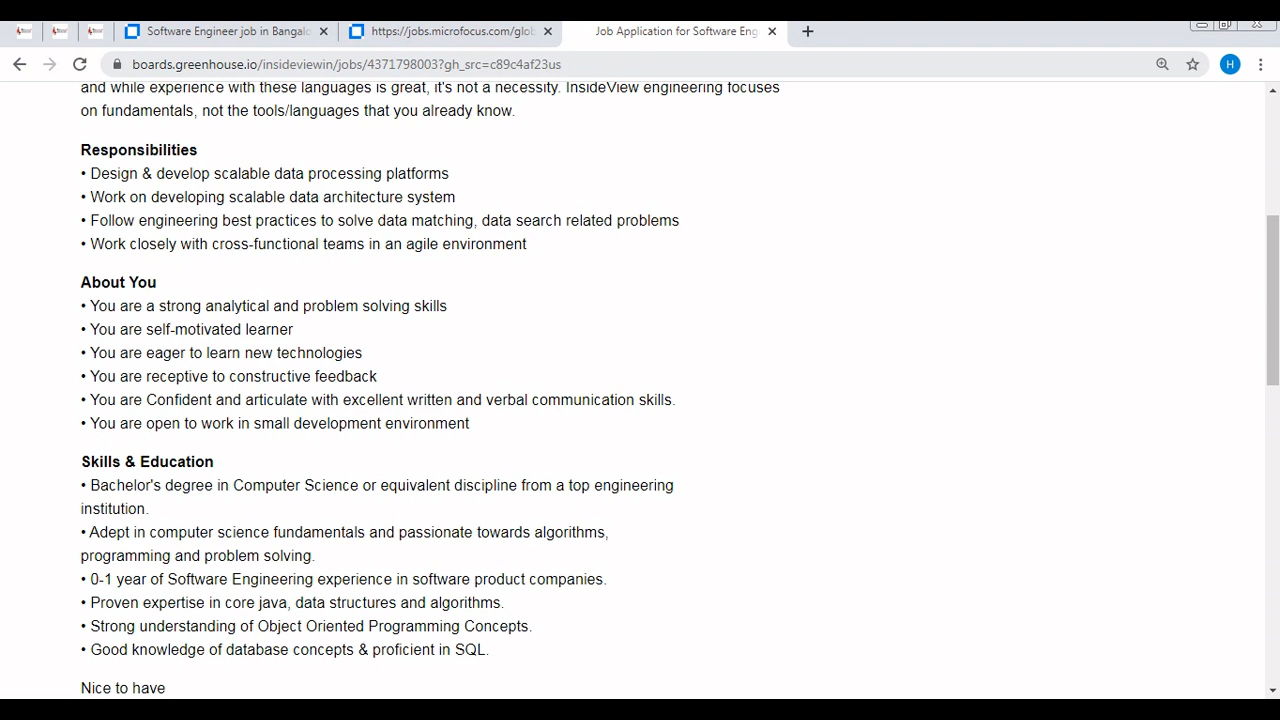 Software Engineer job in Bangalo
https://jobs.microfocus.com/glob
Job Application for Software Eng
boards.greenhouse.io/insideviewin/jobs/4371798003?gh_src=c89c4af23us
H
and while experience with these languages is great, it's not a necessity. InsideView engineering focuses
on fundamentals, not the tools/languages that you already know.
Responsibilities
• Design & develop scalable data processing platforms
• Work on developing scalable data architecture system
• Follow engineering best practices to solve data matching, data search related problems
• Work closely with cross-functional teams in an agile environment
About You
• You are a strong analytical and problem solving skills
• You are self-motivated learner
• You are eager to learn new technologies
• You are receptive to constructive feedback
• You are Confident and articulate with excellent written and verbal communication skills.
• You are open to work in small development environment
Skills & Education
• Bachelor's degree in Computer Science or equivalent discipline from a top engineering
institution.
• Adept in computer science fundamentals and passionate towards algorithms,
programming and problem solving.
• 0-1 year of Software Engineering experience in software product companies.
• Proven expertise in core java, data structures and algorithms.
• Strong understanding of Object Oriented Programming Concepts.
• Good knowledge of database concepts & proficient in SQL.
Nice to have